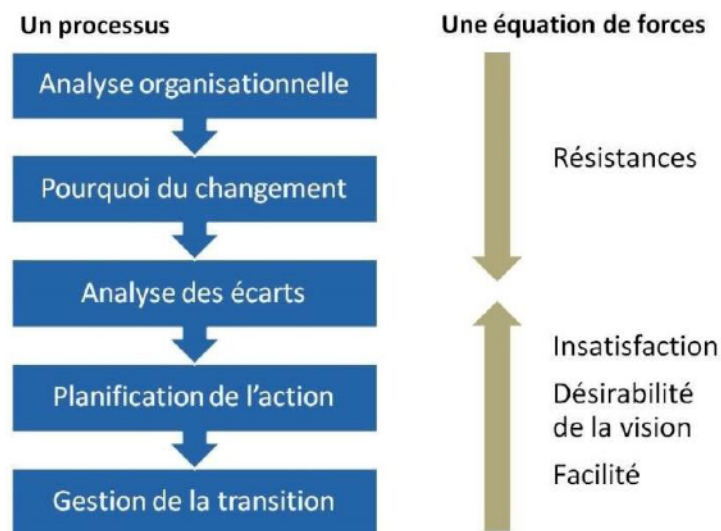 Un processus
Analyse organisationnelle
Pourquoi du changement
Analyse des écarts
Planification de l'action
Gestion de la transition
Une équation de forces
Résistances
Insatisfaction
Désirabilité
de la vision
Facilité